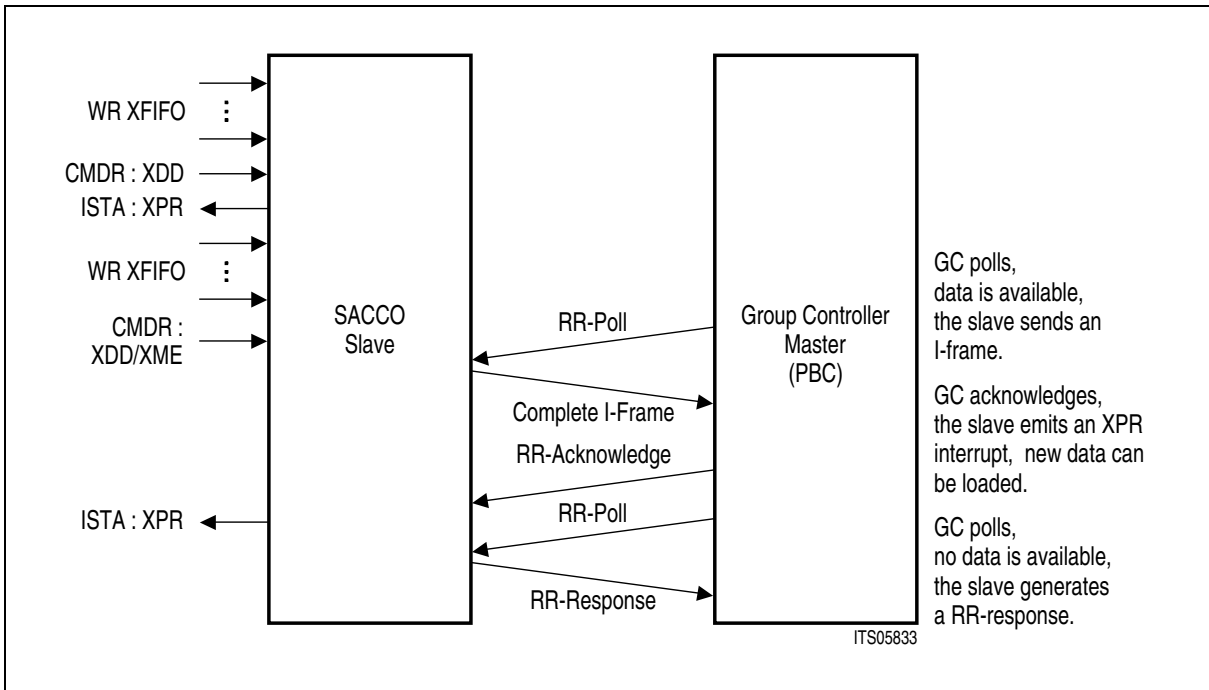 WR XFIFO
CMDR : XDD
ISTA : XPR
WR XFIFO
CMDR :
XDD/XME
ISTA : XPR
SACCO
Slave
RR-Poll
Complete I-Frame
RR-Acknowledge
RR-Poll
RR-Response
Group Controller
Master
(PBC)
GC polls,
data is available,
the slave sends an
I-frame.
GC acknowledges,
the slave emits an XPR
interrupt, new data can
be loaded.
GC polls,
no data is available,
the slave generates
a RR-response.
ITS05833